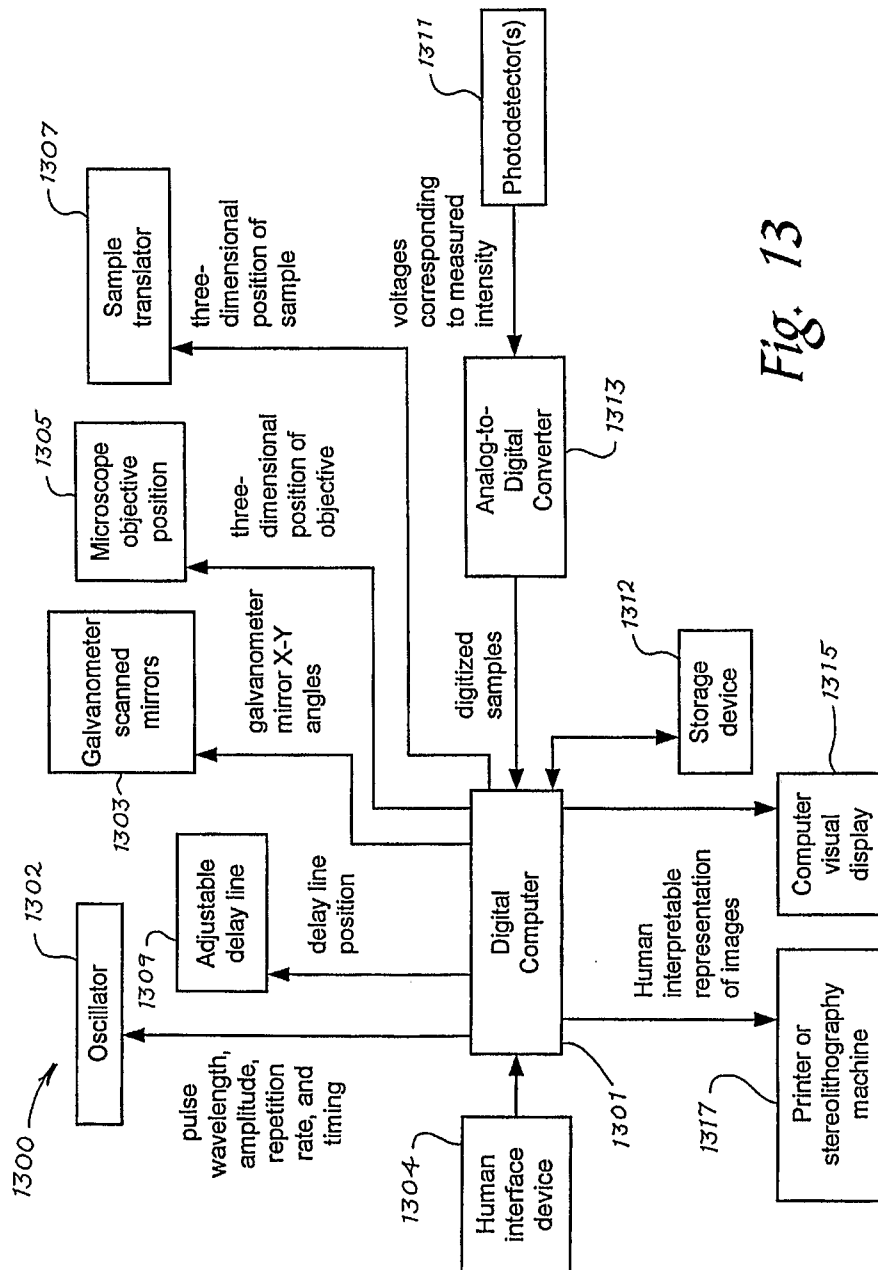 1300
Oscillator
1302
pulse
wavelength,
amplitude,
repetition
rate, and
timing
1309
Adjustable
delay line
delay line
position
Galvanometer
scanned
mirrors
1303
galvanometer
mirror X-Y
angles
1305
Microscope
objective
position
three-
dimensional
position of
objective
1307
Sample
translator
three-
dimensional
position of
sample
1304
Human
interface
device
Digital
Computer
1301
digitized
samples
Analog-to-
Digital
Converter
1313
voltages
corresponding
to measured
intensity
Photodetector(s)
1311
1312
Storage
device
Human
interpretable
representation
of images
1317
Printer or
stereolithography
machine
Computer
visual
display
1315
Fig. 13